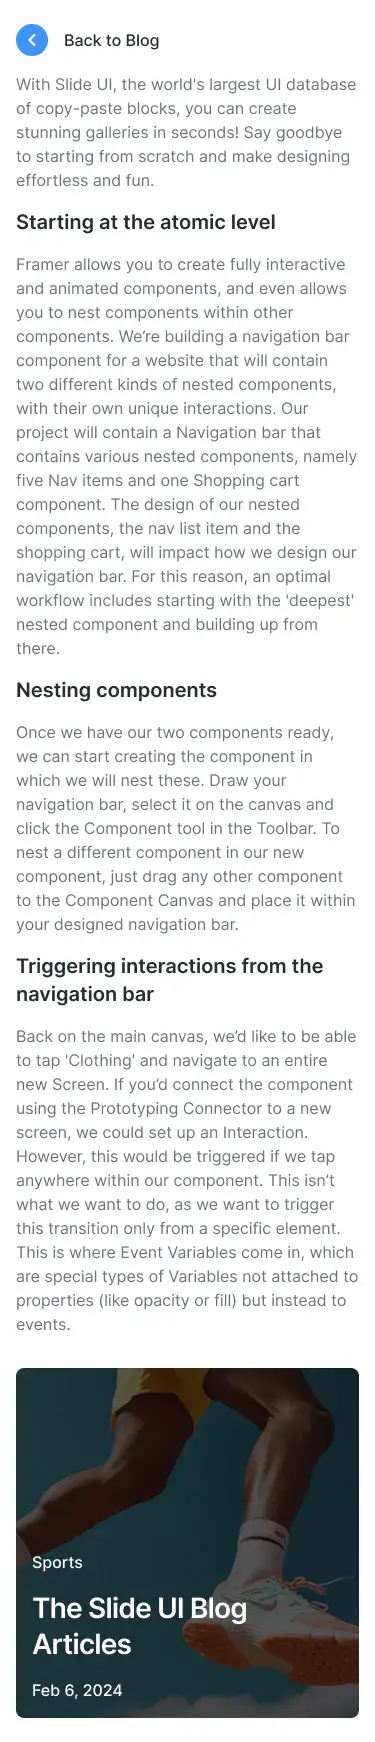 Back to Blog
With Slide UI, the world's largest UI database
of copy-paste blocks, you can create
stunning galleries in seconds! Say goodbye
to starting from scratch and make designing
effortless and fun.
Starting at the atomic level
Framer allows you to create fully interactive
and animated components, and even allows
you to nest components within other
components. We’re building a navigation bar
component for a website that will contain
two different kinds of nested components,
with their own unique interactions. Our
project will contain a Navigation bar that
contains various nested components, namely
five Nav items and one Shopping cart
component. The design of our nested
components, the nav list item and the
shopping cart, will impact how we design our
navigation bar. For this reason, an optimal
workflow includes starting with the 'deepest'
nested component and building up from
there.
Nesting components
Once we have our two components ready,
we can start creating the component in
which we will nest these. Draw your
navigation bar, select it on the canvas and
click the Component tool in the Toolbar. To
nest a different component in our new
component, just drag any other component
to the Component Canvas and place it within
your designed navigation bar.
Triggering interactions from the
navigation bar
Back on the main canvas, we’d like to be able
to tap 'Clothing' and navigate to an entire
new Screen. If you’d connect the component
using the Prototyping Connector to a new
screen, we could set up an Interaction.
However, this would be triggered if we tap
anywhere within our component. This isn’t
what we want to do, as we want to trigger
this transition only from a specific element.
This is where Event Variables come in, which
are special types of Variables not attached to
properties (like opacity or fill) but instead to
events.
Sports
The Slide UI Blog
Articles
Feb 6, 2024